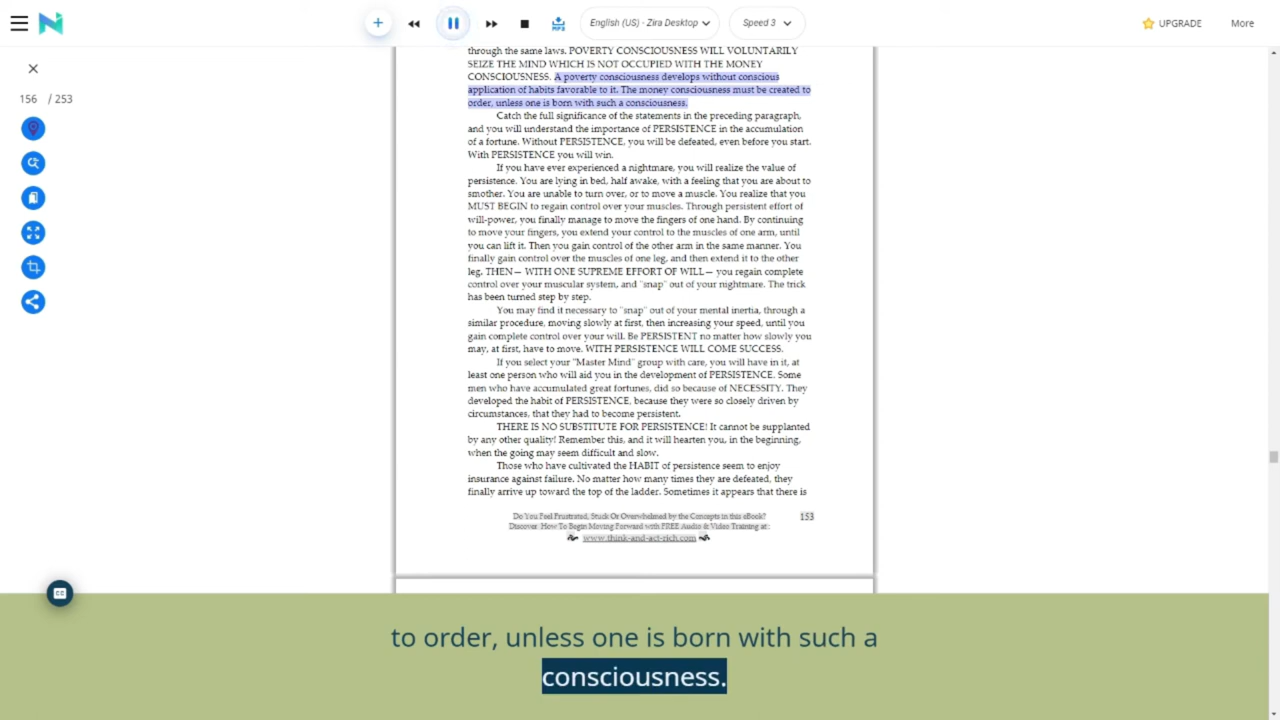 English (US) - Zira Desktop
Speed 3
UPGRADE
More
MP3
156 / 253
through the same laws. POVERTY CONSCIOUSNESS WILL VOLUNTARILY
SEIZE THE MIND WHICH IS NOT OCCUPIED WITH THE MONEY
CONSCIOUSNESS. A poverty consciousness develops without conscious
application of habits favorable to it. The money consciousness must be created to
order, unless one is born with such a consciousness.
Catch the full significance of the statements in the preceding paragraph,
and you will understand the importance of PERSISTENCE in the accumulation
of a fortune. Without PERSISTENCE, you will be defeated, even before you start.
With PERSISTENCE you will win.
If you have ever experienced a nightmare, you will realize the value of
persistence. You are lying in bed, half awake, with a feeling that you are about to
smother. You are unable to turn over, or to move a muscle. You realize that you
MUST BEGIN to regain control over your muscles. Through persistent effort of
will-power, you finally manage to move the fingers of one hand. By continuing
to move your fingers, you extend your control to the muscles of one arm, until
you can lift it. Then you gain control of the other arm in the same manner. You
finally gain control over the muscles of one leg, and then extend it to the other
leg. THEN— WITH ONE SUPREME EFFORT OF WILL— you regain complete
control over your muscular system, and "snap" out of your nightmare. The trick
has been turned step by step.
You may find it necessary to "snap" out of your mental inertia, through a
similar procedure, moving slowly at first, then increasing your speed, until you
gain complete control over your will. Be PERSISTENT no matter how slowly you
may, at first, have to move. WITH PERSISTENCE WILL COME SUCCESS.
If you select your "Master Mind" group with care, you will have in it, at
least one person who will aid you in the development of PERSISTENCE. Some
men who have accumulated great fortunes, did so because of NECESSITY. They
developed the habit of PERSISTENCE, because they were so closely driven by
circumstances, that they had to become persistent.
THERE IS NO SUBSTITUTE FOR PERSISTENCE! It cannot be supplanted
by any other quality! Remember this, and it will hearten you, in the beginning,
when the going may seem difficult and slow.
Those who have cultivated the HABIT of persistence seem to enjoy
insurance against failure. No matter how many times they are defeated, they
finally arrive up toward the top of the ladder. Sometimes it appears that there is
Do You Feel Frustrated, Stuck Or Overwhelmed by the Concepts in this eBook? 153
Discover: How To Begin Moving Forward with FREE Audio & Video Training at:
www.think-and-act-rich.com
CC
to order, unless one is born with such a
consciousness.